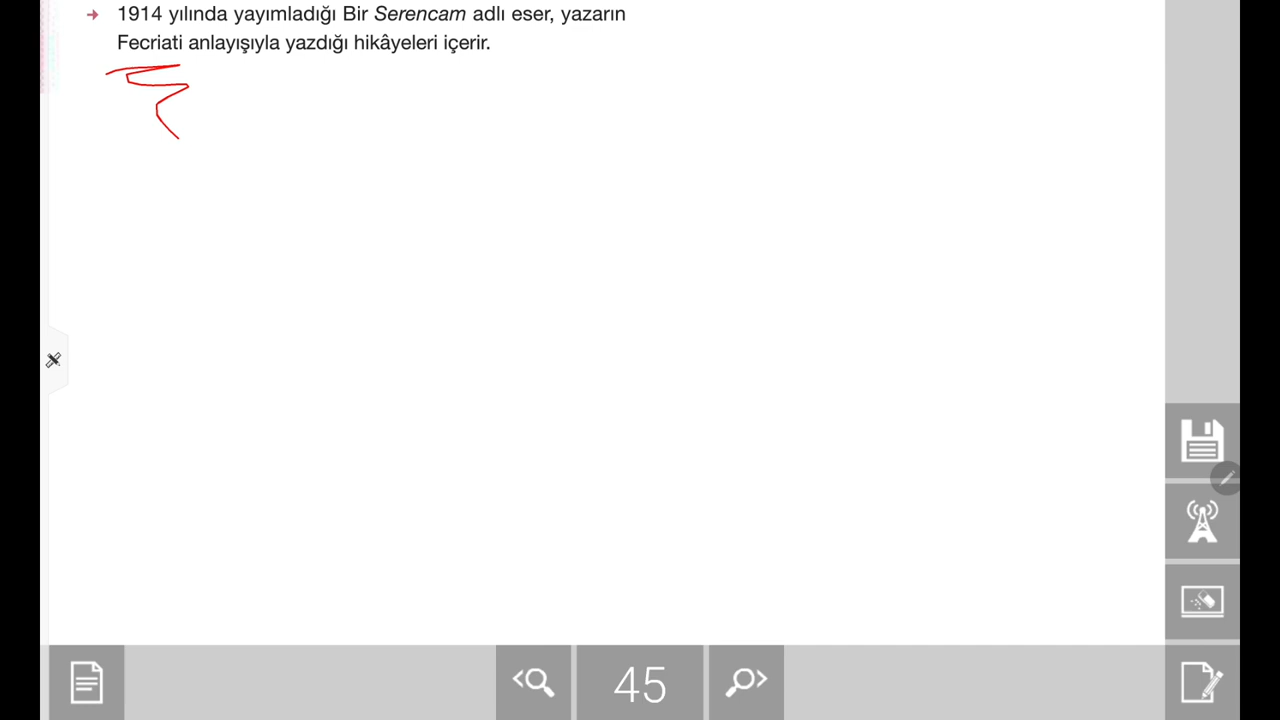 → 1914 yılında yayımladığı Bir Serencam adlı eser, yazarın
Fecriati anlayışıyla yazdığı hikâyeleri içerir.
45